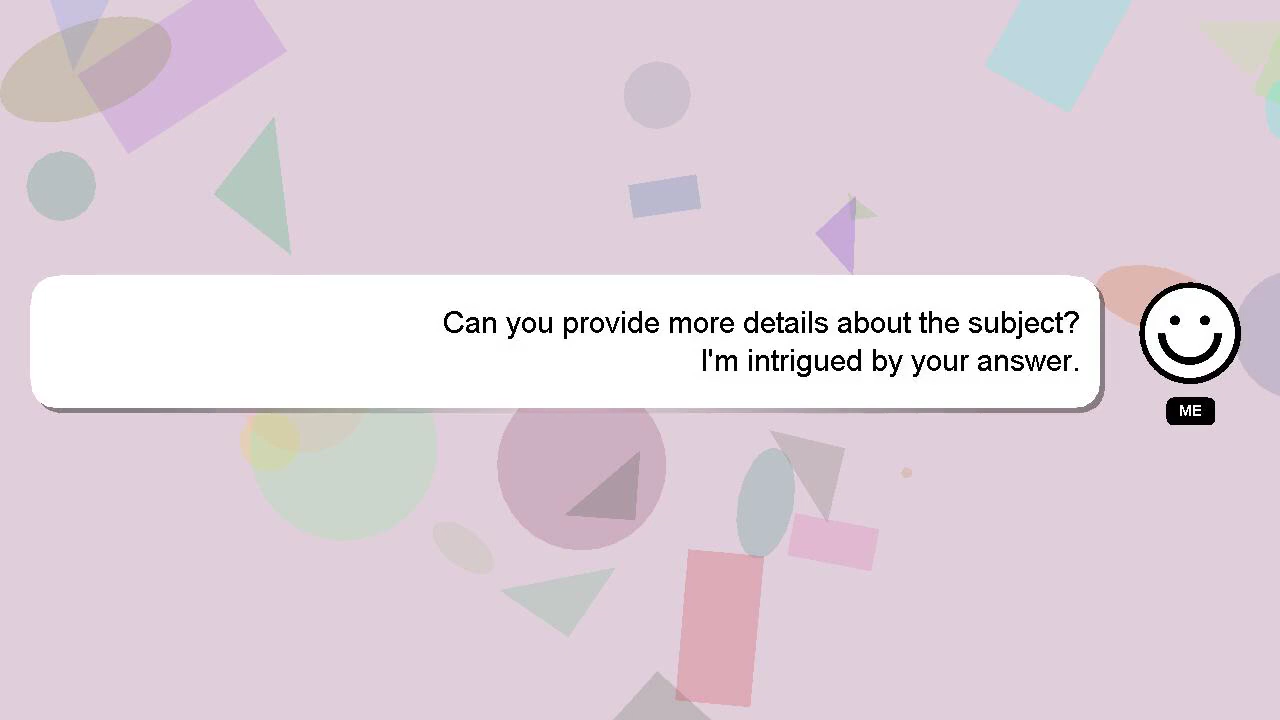 Can you provide more details about the subject?
I'm intrigued by your answer.
ME